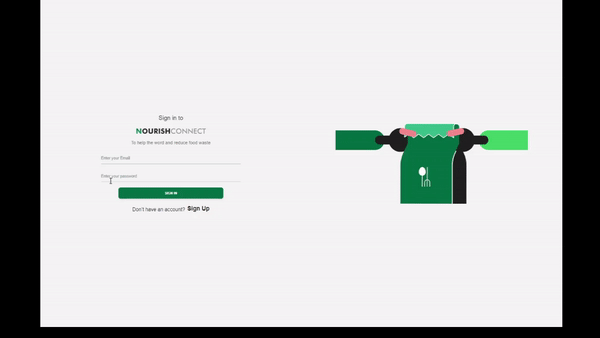 Sign in to
NOURISHCONNECT
To help the word and reduce food waste
Enter your Email
Enter your password
SIGN IN
Don't have an account? Sign Up